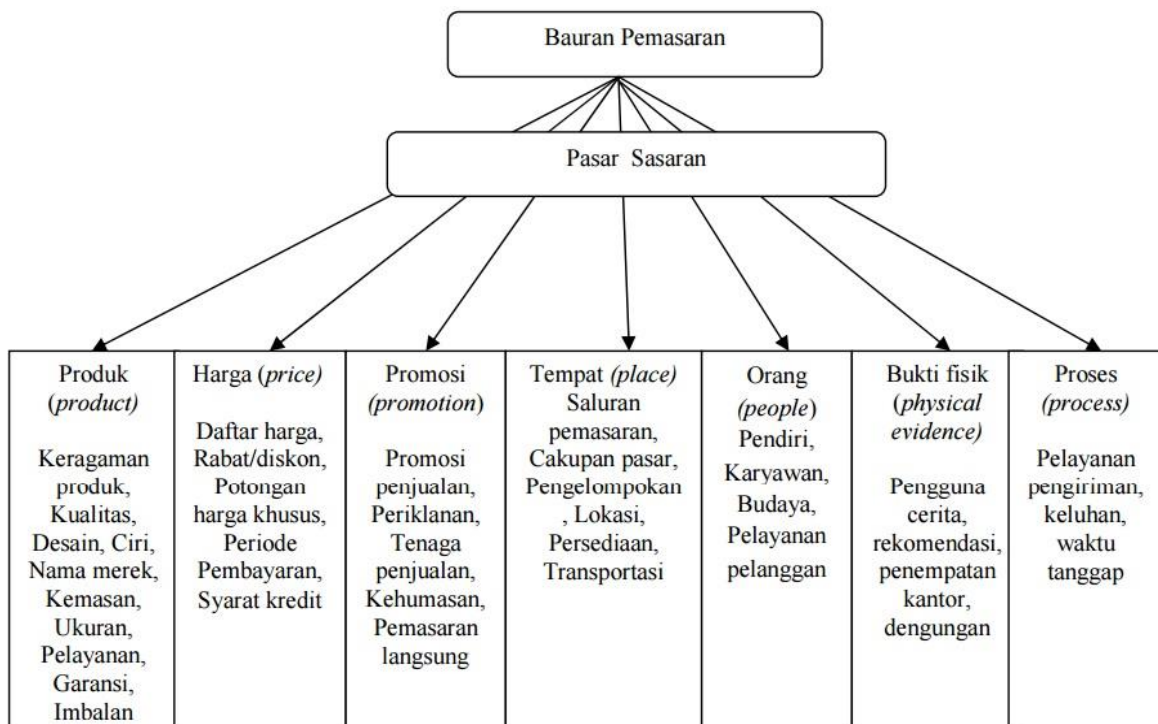 Bauran Pemasaran
Pasar  Sasaran
Produk
(product)
Keragaman
produk,
Kualitas,
Desain, Ciri,
Nama merek,
Kemasan,
Ukuran,
Pelayanan,
Garansi,
Imbalan
Harga (price)
Daftar harga,
Rabat/diskon,
Potongan
harga khusus,
Periode
Pembayaran,
Syarat kredit
Promosi
(promotion)
Promosi
penjualan,
Periklanan,
Tenaga
penjualan,
Kehumasan,
Pemasaran
langsung
Tempat (place)
Saluran
pemasaran,
Cakupan pasar,
Pengelompokan
, Lokasi,
Persediaan,
Transportasi
Orang
(people)
Pendiri,
Karyawan,
Budaya,
Pelayanan
pelanggan
Bukti fisik
(physical
evidence)
Pengguna
cerita,
rekomendasi,
penempatan
kantor,
dengungan
Proses
(process)
Pelayanan
pengiriman,
keluhan,
waktu
tanggap